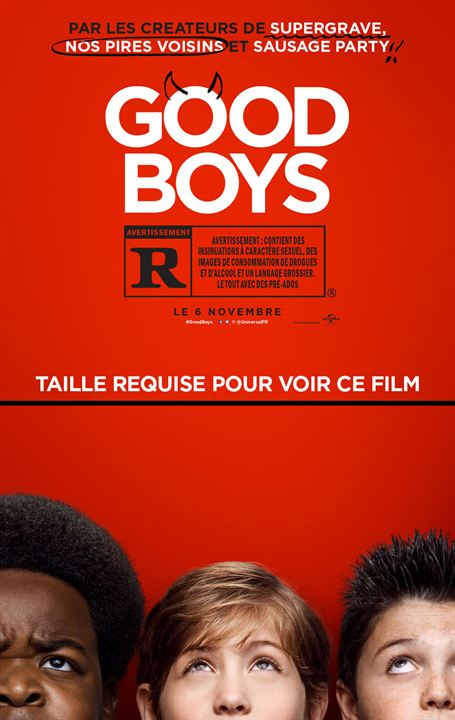 PAR LES CREATEURS DE SUPERGRAVE,
NOS PIRES VOISINS ET SAUSAGE PARTY
GOOD
BOYS
AVERTISSEMENT
R
AVERTISSEMENT : CONTIENT DES
INSINUATIONS À CARACTÈRE SEXUEL, DES
IMAGES DE CONSOMMATION DE DROGUES
ET D'ALCOOL ET UN LANGAGE GROSSIER.
LE TOUT AVEC DES PRÉ-ADOS
®
LE 6 NOVEMBRE
#GoodBoys @UniversalFR
TAILLE REQUISE POUR VOIR CE FILM